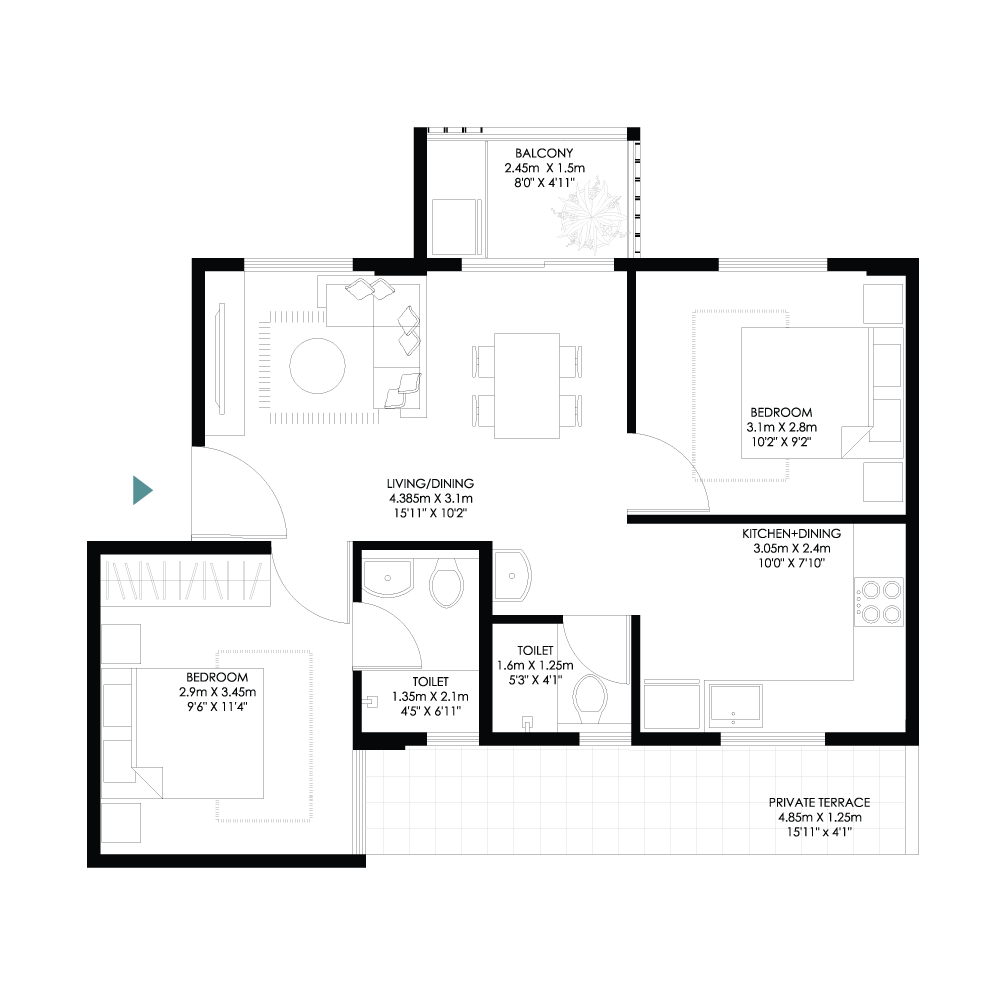 BALCONY
2.45m X 1.5m
8'0" X 4'11"
BEDROOM
3.1m X 2.8m
10'2" X 9'2"
LIVING/DINING
4.385m X 3.1m
15'11" X 10'2"
KITCHEN+DINING
3.05m X 2.4m
10'0" X 7'10"
TOILET
1.6m X 1.25m
5'3" X 4'1"
BEDROOM
2.9m X 3.45m
9'6" X 11'4"
TOILET
1.35m X 2.1m
4'5" X 6'11"
PRIVATE TERRACE
4.85m X 1.25m
15'11" x 4'1"